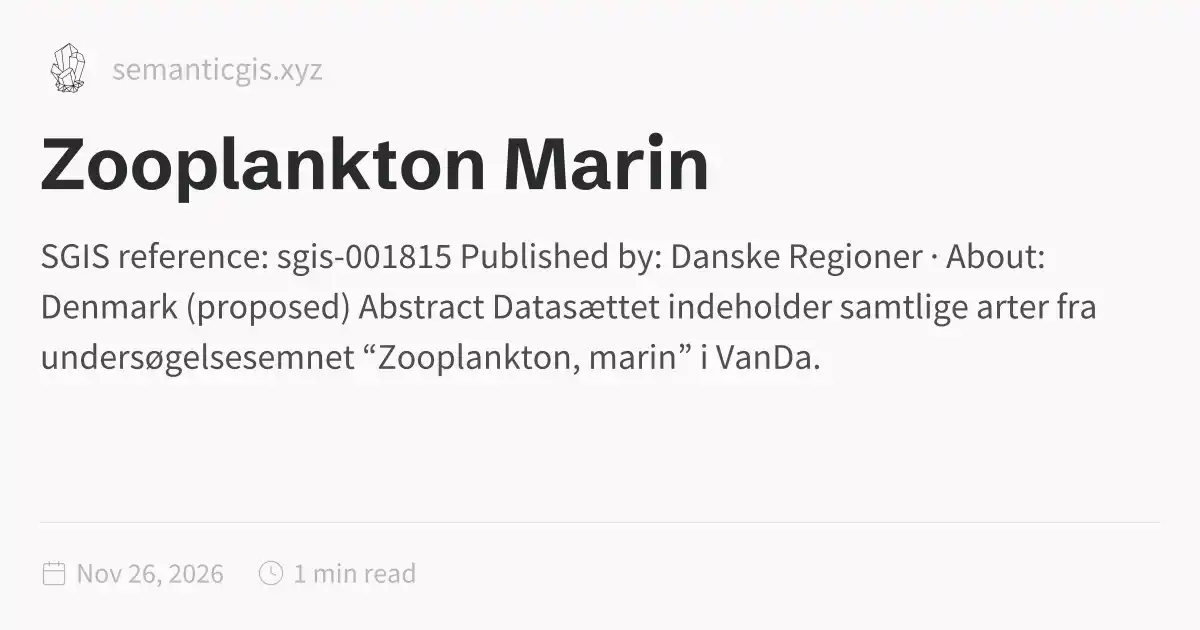 semanticgis.xyz
Zooplankton Marin
SGIS reference: sgis-001815 Published by: Danske Regioner · About:
Denmark (proposed) Abstract Datasættet indeholder samtlige arter fra
undersøgelsesemnet “Zooplankton, marin” i VanDa.
Nov 26, 2026 1 min read